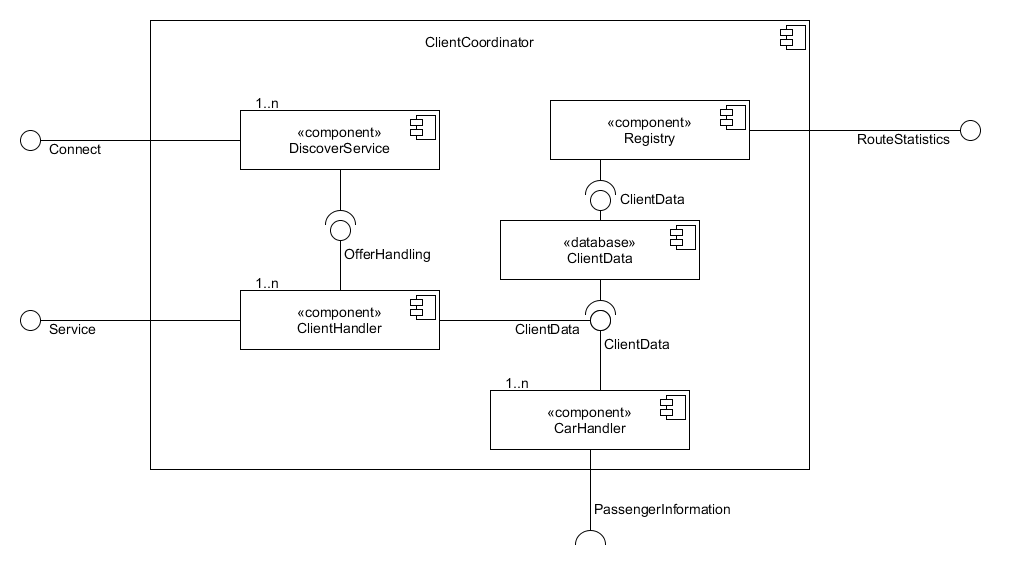 ClientCoordinator
1..n
«component»
DiscoverService
«component»
Registry
Connect
RouteStatistics
ClientData
OfferHandling
«database»
ClientData
1..n
«component»
ClientHandler
Service
ClientData
ClientData
1..n
«component»
CarHandler
PassengerInformation